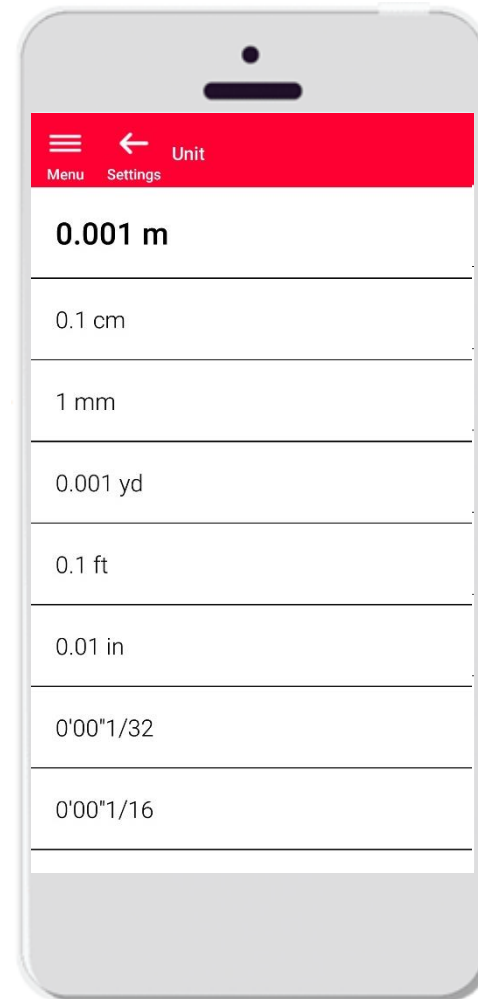 Unit
Menu Settings
0.001 m
0.1 cm
1 mm
0.001 yd
0.1 ft
0.01 in
0'00"1/32
0'00"1/16